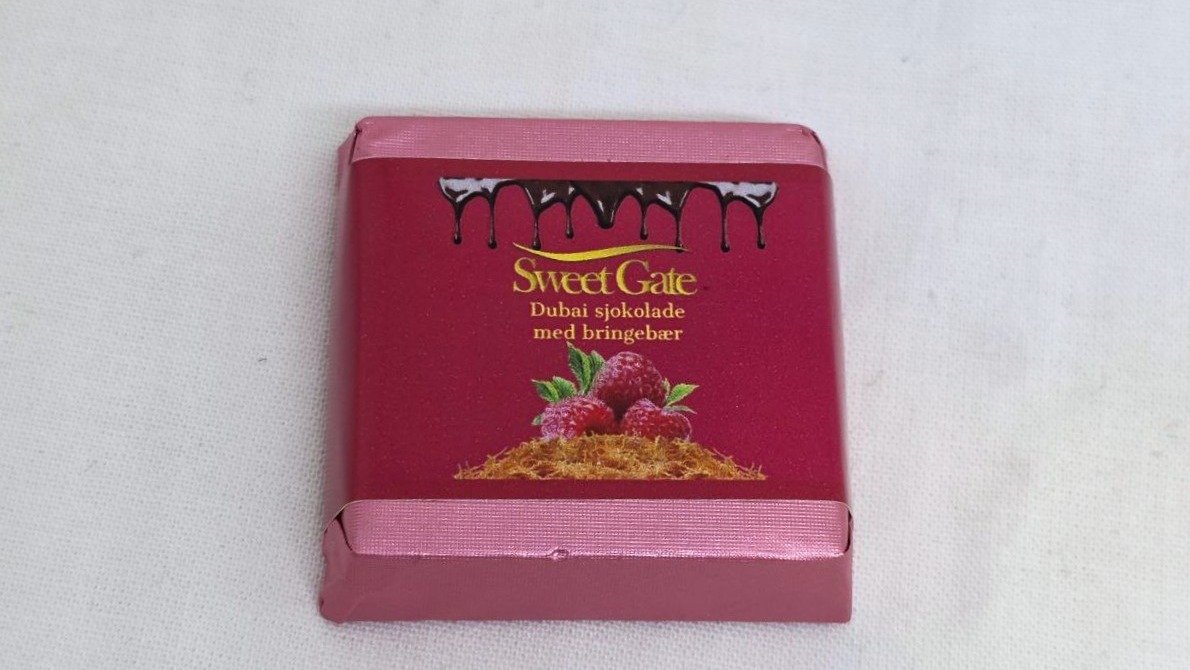 Sweet Gate
Dubai sjokolade
med bringebær